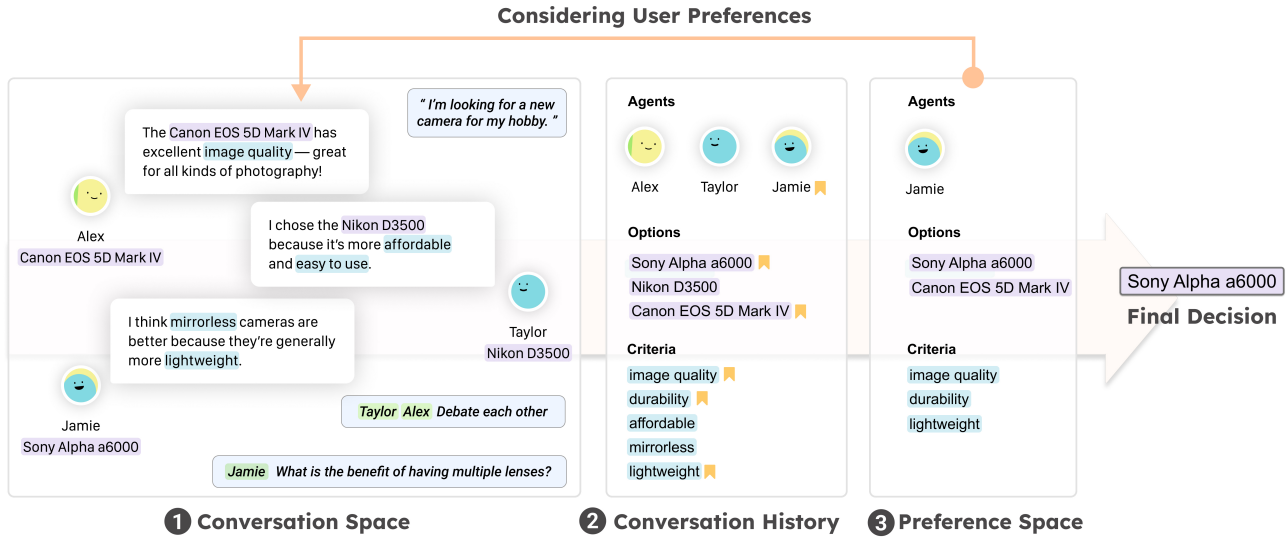 Considering User Preferences
“ I’m looking for a new
camera for my hobby. ”
The Canon EOS 5D Mark IV has
excellent image quality — great
for all kinds of photography!
Alex
Canon EOS 5D Mark IV
I chose the Nikon D3500
because it’s more affordable
and easy to use.
Taylor
Nikon D3500
I think mirrorless cameras are
better because they’re generally
more lightweight.
Jamie
Sony Alpha a6000
Taylor Alex Debate each other
Jamie What is the benefit of having multiple lenses?
1 Conversation Space
Agents
Alex
Taylor
Jamie
Options
Sony Alpha a6000
Nikon D3500
Canon EOS 5D Mark IV
Criteria
image quality
durability
affordable
mirrorless
lightweight
2 Conversation History
Agents
Jamie
Options
Sony Alpha a6000
Canon EOS 5D Mark IV
Criteria
image quality
durability
lightweight
3 Preference Space
Sony Alpha a6000
Final Decision